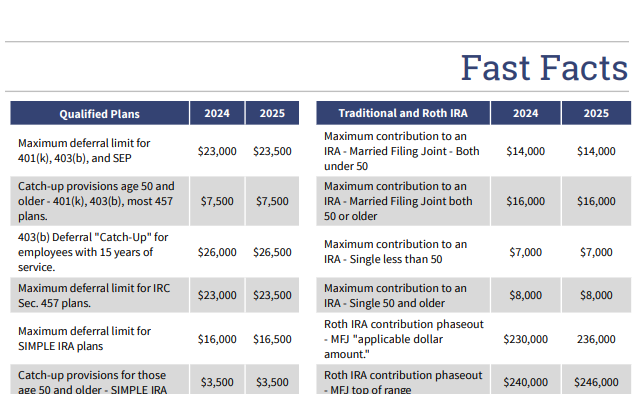 Fast Facts
Qualified Plans 2024 2025
Maximum deferral limit for
401(k), 403(b), and SEP $23,000 $23,500
Catch-up provisions age 50 and
older - 401(k), 403(b), most 457 $7,500 $7,500
plans.
403(b) Deferral "Catch-Up" for
employees with 15 years of $26,000 $26,500
service.
Maximum deferral limit for IRC
Sec. 457 plans. $23,000 $23,500
Maximum deferral limit for
SIMPLE IRA plans $16,000 $16,500
Catch-up provisions for those
age 50 and older - SIMPLE IRA $3,500 $3,500
Traditional and Roth IRA 2024 2025
Maximum contribution to an
IRA - Married Filing Joint - Both $14,000 $14,000
under 50
Maximum contribution to an
IRA - Married Filing Joint both $16,000 $16,000
50 or older
Maximum contribution to an
IRA - Single less than 50 $7,000 $7,000
Maximum contribution to an
IRA - Single 50 and older $8,000 $8,000
Roth IRA contribution phaseout
- MFJ "applicable dollar $230,000 236,000
amount."
Roth IRA contribution phaseout
- MFJ top of range $240,000 $246,000